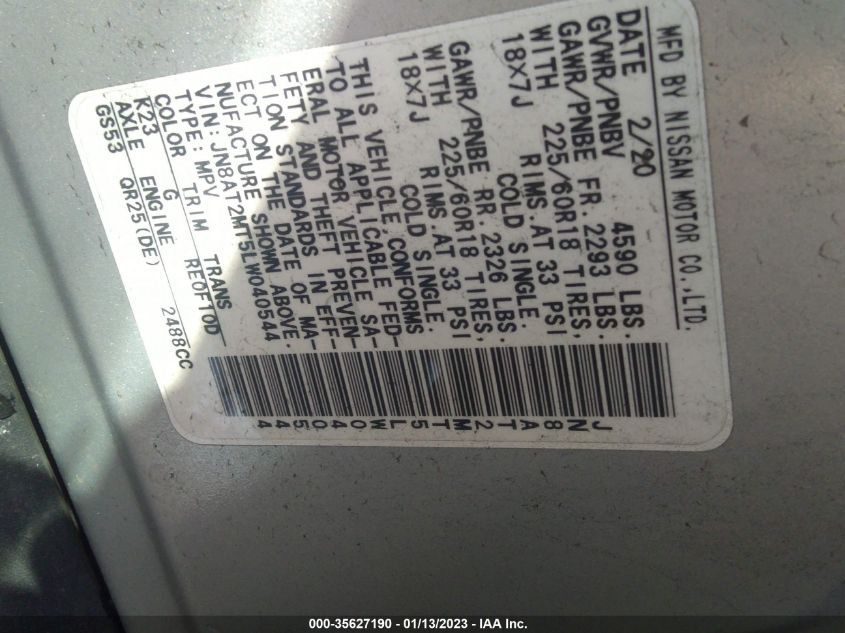 MFD BY NISSAN MOTOR CO.,LTD.
DATE 2/20
GVWR/PNBV 4590 LBS.
GAWR/PNBE FR. 2293 LBS.
WITH 225/60R18 TIRES,
18X7J RIMS.AT 33 PSI
COLD SINGLE.
GAWR/PNBE RR. 2326 LBS.
WITH 225/60R18 TIRES,
18X7J RIMS.AT 33 PSI
COLD SINGLE.
THIS VEHICLE CONFORMS
TO ALL APPLICABLE FED-
ERAL MOTOR VEHICLE SA-
FETY AND THEFT PREVEN-
TION STANDARDS IN EFF-
ECT ON THE DATE OF MA-
NUFACTURE SHOWN ABOVE.
VIN: JN8AT2MT5LW040544
TYPE: MPV
COLOR TRIM TRANS
K23 G RE0F10D
AXLE ENGINE
GS53 QR25(DE) 2488CC
JN8AT2MT5LW040544
000-35627190 - 01/13/2023 - IAA Inc.